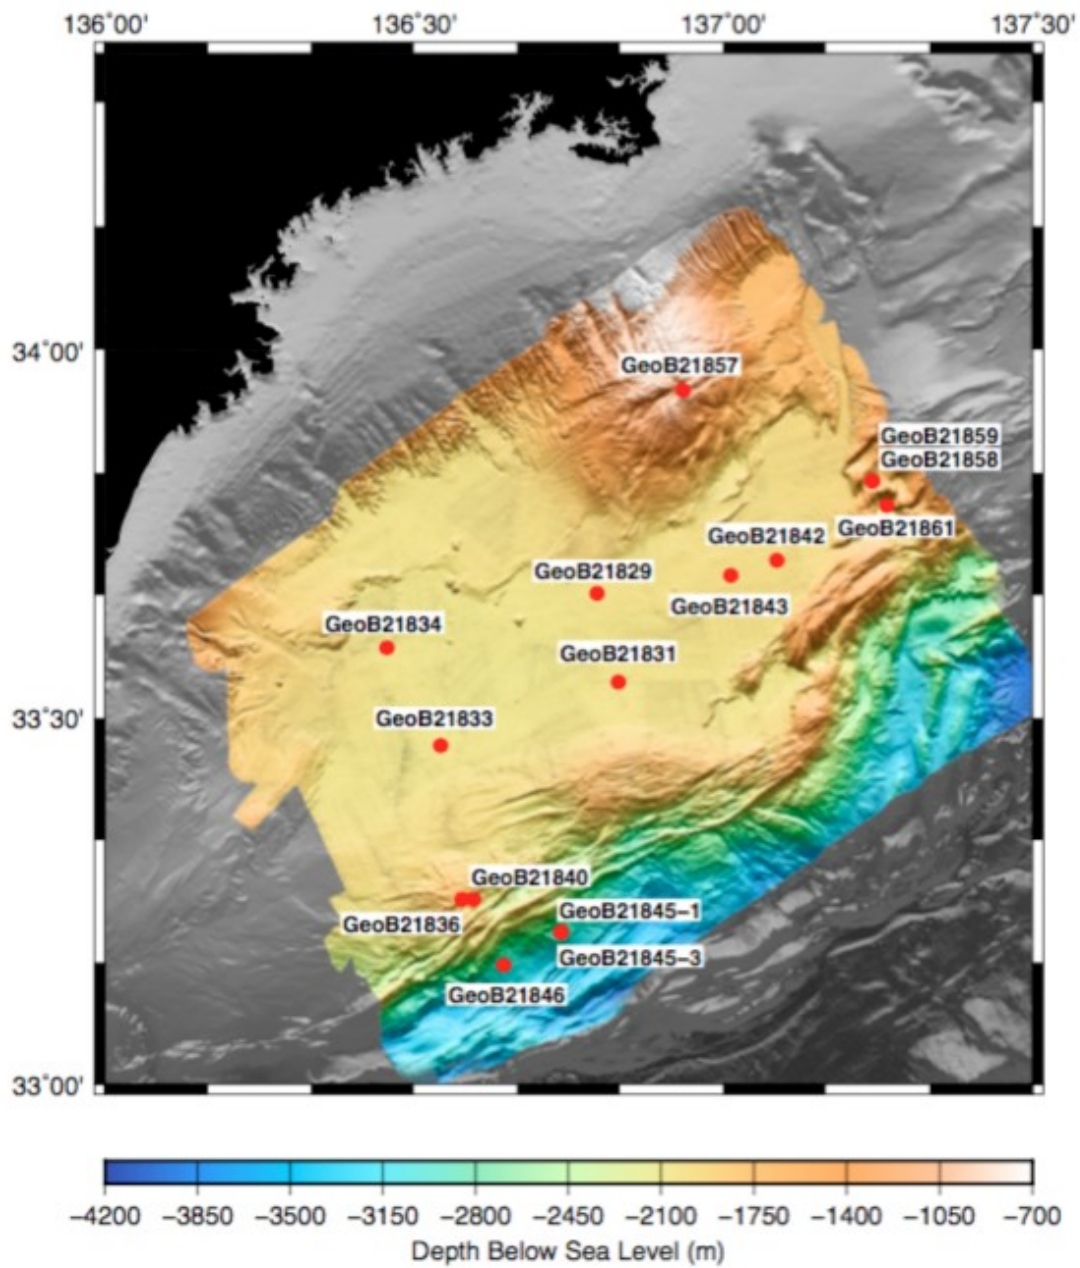 136˚00' 136˚30' 137˚00' 137˚30'
34˚00'
33˚30'
33˚00'
GeoB21857
GeoB21859
GeoB21858
GeoB21861
GeoB21842
GeoB21829
GeoB21843
GeoB21834
GeoB21831
GeoB21833
GeoB21840
GeoB21836
GeoB21845–1
GeoB21845–3
GeoB21846
–4200 –3850 –3500 –3150 –2800 –2450 –2100 –1750 –1400 –1050 –700
Depth Below Sea Level (m)